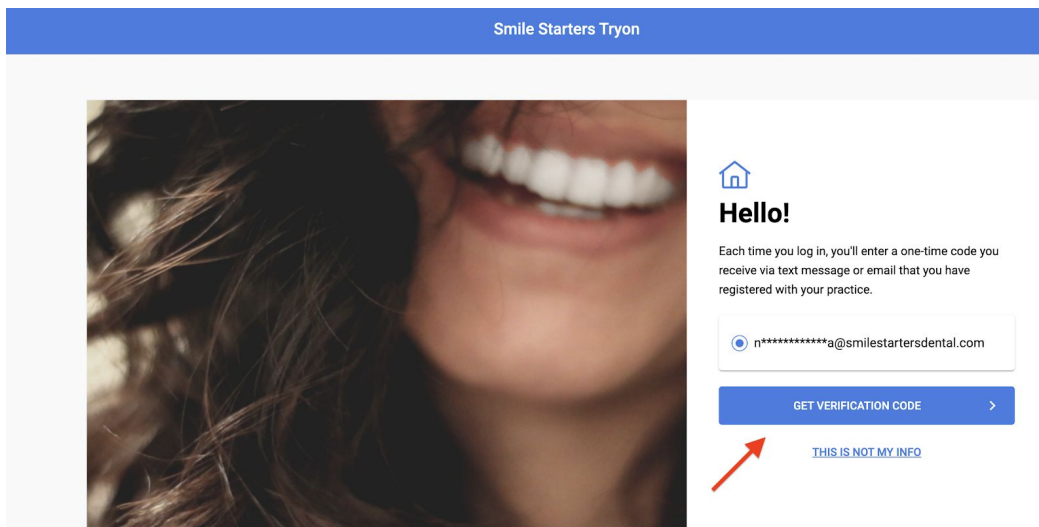 Smile Starters Tryon
Hello!
Each time you log in, you'll enter a one-time code you
receive via text message or email that you have
registered with your practice.
n************a@smilestartersdental.com
GET VERIFICATION CODE
THIS IS NOT MY INFO